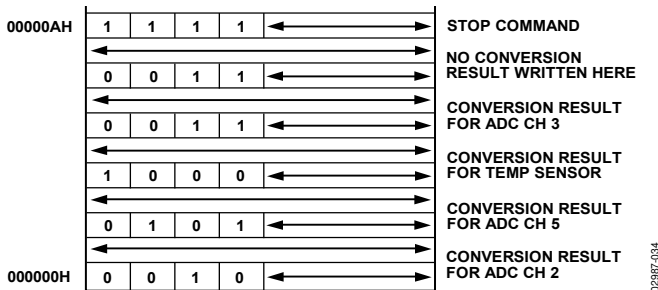 00000AH 1 1 1 1 STOP COMMAND
NO CONVERSION
0 0 1 1 RESULT WRITTEN HERE
CONVERSION RESULT
0 0 1 1 FOR ADC CH 3
CONVERSION RESULT
1 0 0 0 FOR TEMP SENSOR
CONVERSION RESULT
0 1 0 1 FOR ADC CH 5
CONVERSION RESULT
000000H 0 0 1 0 FOR ADC CH 2
02987-034